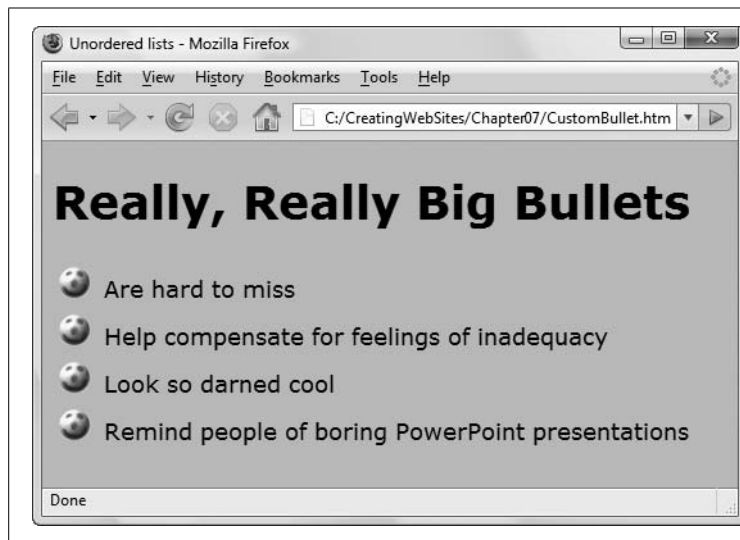 Unordered lists - Mozilla Firefox
File Edit View History Bookmarks Tools Help
C:/CreatingWebSites/Chapter07/CustomBullet.htm
Really, Really Big Bullets
Are hard to miss
Help compensate for feelings of inadequacy
Look so darned cool
Remind people of boring PowerPoint presentations
Done